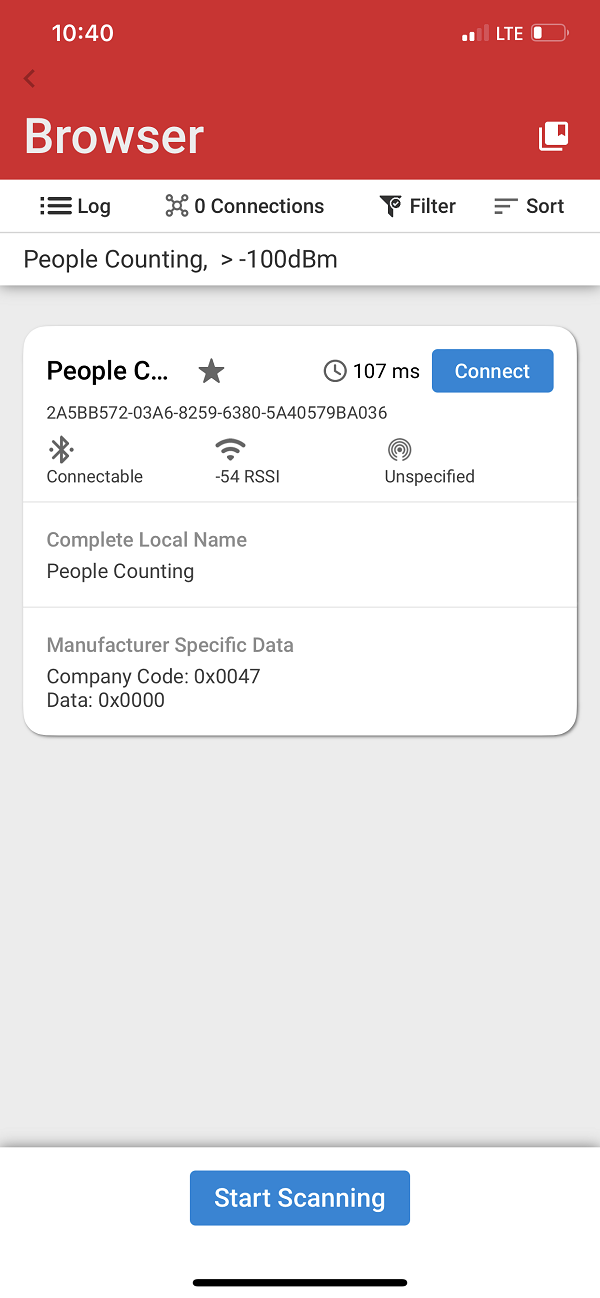 10:40 LTE
Browser
Log 0 Connections Filter Sort
People Counting,  > -100dBm
People C... 107 ms Connect
2A5BB572-03A6-8259-6380-5A40579BA036
Connectable -54 RSSI Unspecified
Complete Local Name
People Counting
Manufacturer Specific Data
Company Code: 0x0047
Data: 0x0000
Start Scanning